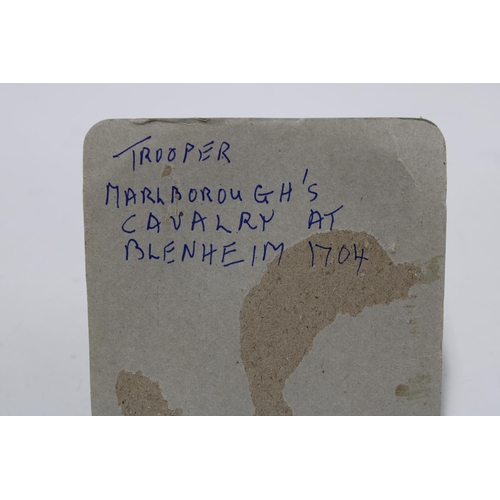 TROOPER
MARLBOROUGH'S
CAVALRY AT
BLENHEIM 1704